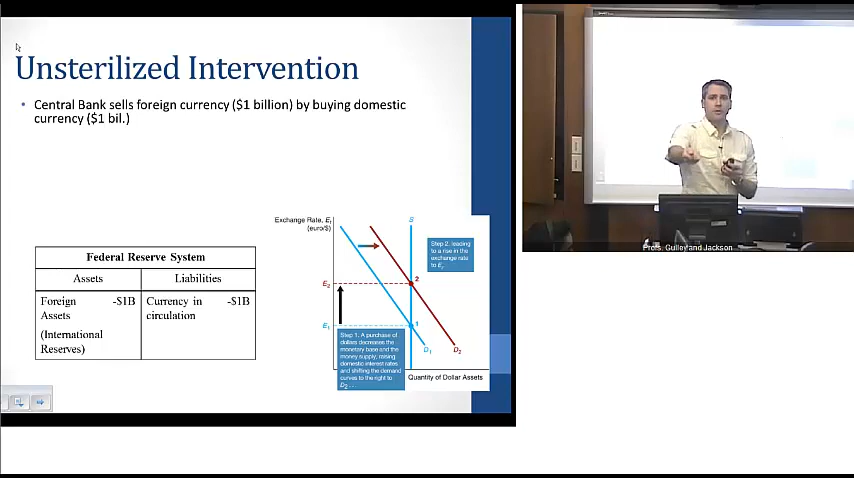 Unsterilized Intervention
• Central Bank sells foreign currency ($1 billion) by buying domestic
currency ($1 bil.)
Federal Reserve System
Assets
Liabilities
Foreign -$1B
Assets
(International
Reserves)
Currency in -$1B
circulation
Exchange Rate, Et
(euro/$)
S
Step 2. leading
to a rise in the
exchange rate
to E2.
E2
2
E1
1
Step 1. A purchase of
dollars decreases the
monetary base and the
money supply, raising
domestic interest rates
and shifting the demand
curves to the right to
D2 ...
D1
D2
Quantity of Dollar Assets
Profs. Gulley and Jackson